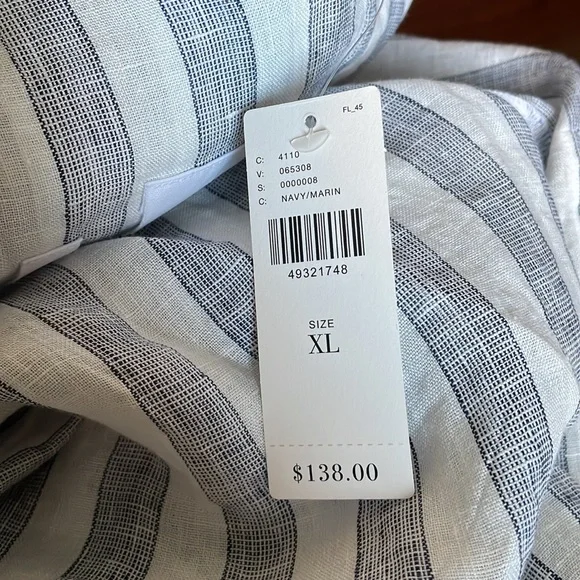 FL_45
C: 4110
V: 065308
S: 0000008
C: NAVY/MARIN
49321748
SIZE
XL
$138.00